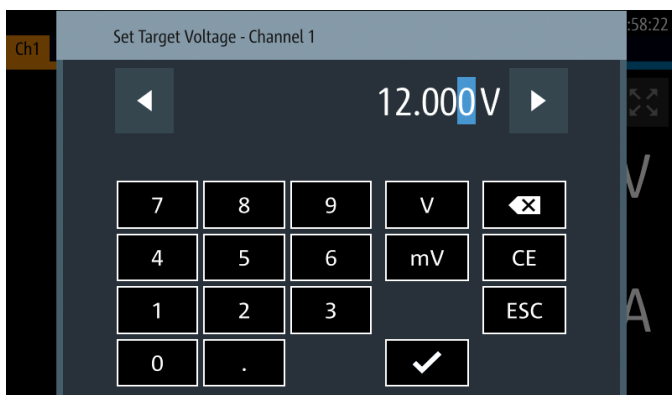 Set Target Voltage - Channel 1
:58:22
Ch1
12.000 V
V
7 8 9 V
4 5 6 mV CE
1 2 3 ESC
A
0 .